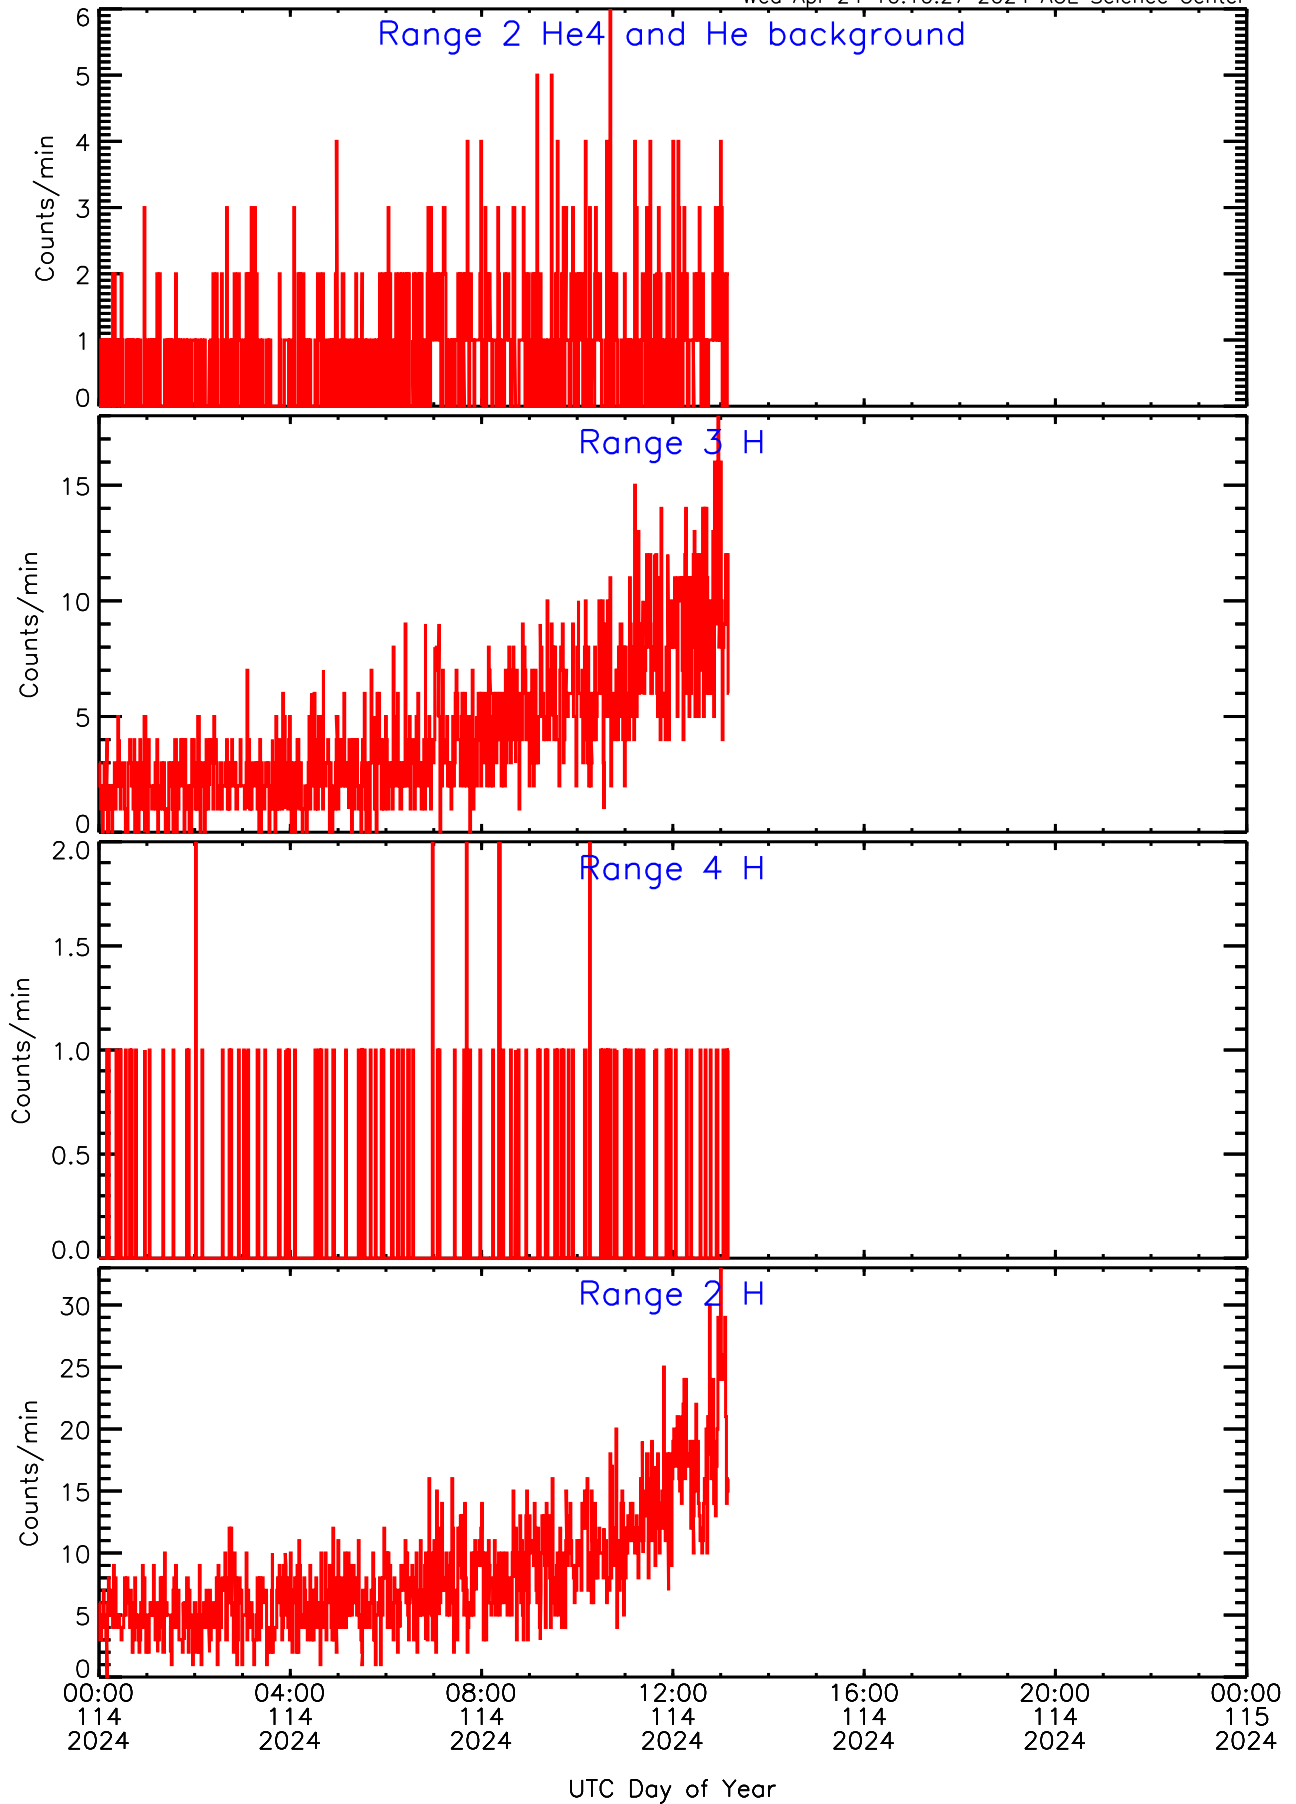 Range 2 He4 and He background
6
5
4
3
2
1
0
Counts/min
Range 3 H
15
10
5
0
Counts/min
Range 4 H
2.0
1.5
1.0
0.5
0.0
Counts/min
Range 2 H
30
25
20
15
10
5
0
Counts/min
00:00 04:00 08:00 12:00 16:00 20:00 00:00
114 114 114 114 114 114 115
2024 2024 2024 2024 2024 2024 2024
UTC Day of Year